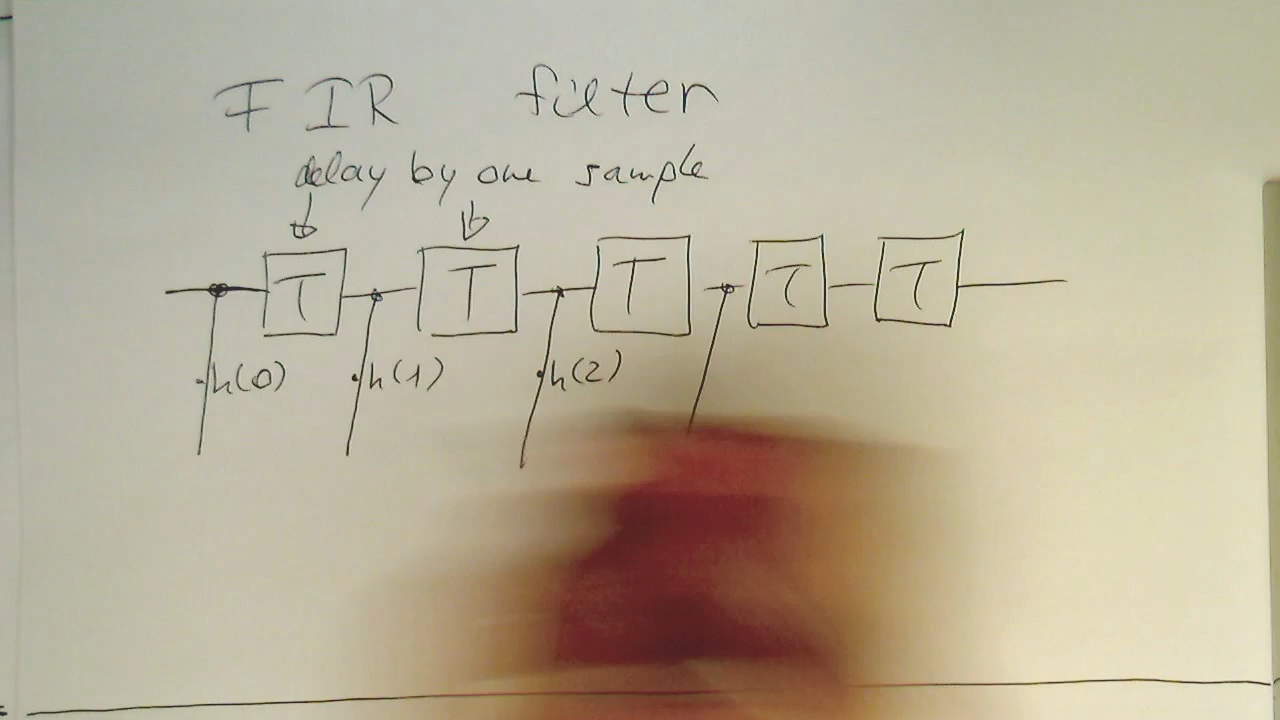 FIR filter
delay by one sample
T T T T T
·h(0) ·h(1) ·h(2)